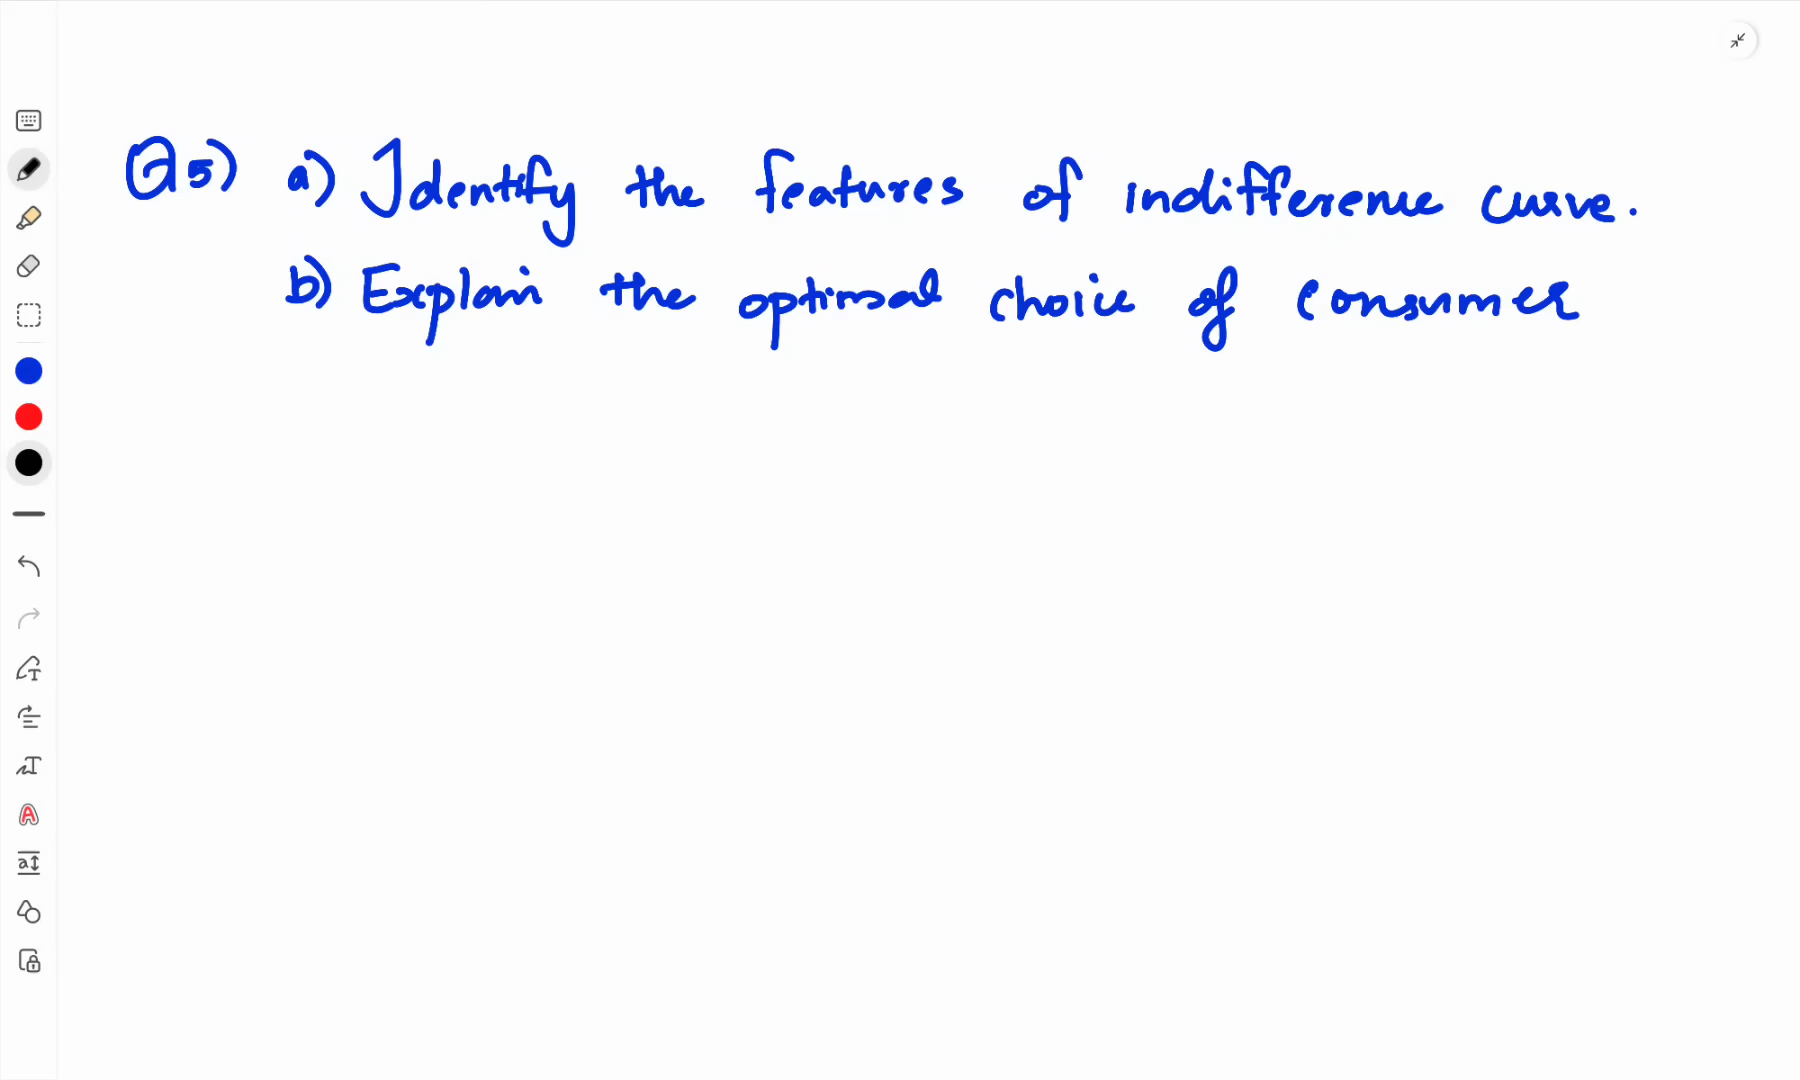 Q5) a) Identify the features of indifference curve.
b) Explain the optimal choice of consumer